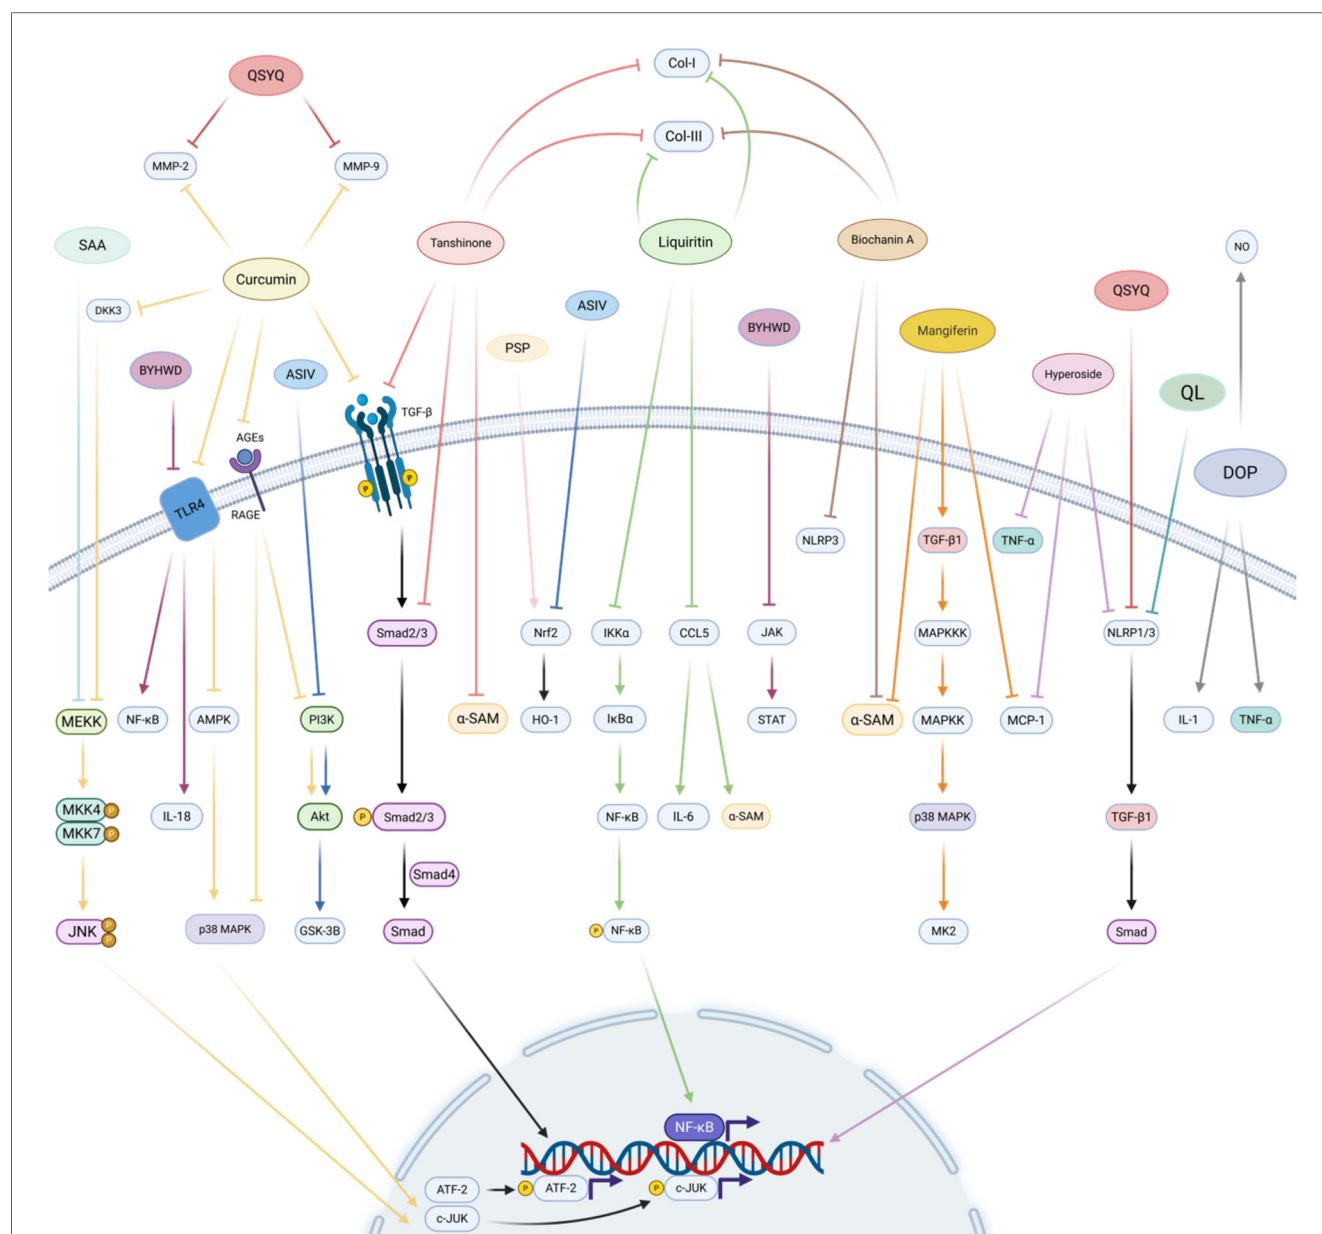 QSYQ
Col-I
Col-III
MMP-2
MMP-9
SAA
Tanshinone
Liquiritin
Biochanin A
NO
Curcumin
DKK3
QSYQ
ASIV
BYHWD
Mangiferin
PSP
BYHWD
ASIV
Hyperoside
QL
TGF-β
AGEs
DOP
P
P
TLR4
RAGE
NLRP3
TGF-β1
TNF-α
Smad2/3
Nrf2
IKKα
CCL5
JAK
MAPKKK
NLRP1/3
MEKK
NF-κB
AMPK
PI3K
α-SAM
HO-1
IκBα
STAT
α-SAM
MAPKK
MCP-1
IL-1
TNF-α
MKK4
P
MKK7
P
IL-18
Akt
P
Smad2/3
NF-κB
IL-6
α-SAM
p38 MAPK
TGF-β1
Smad4
JNK
P
P
p38 MAPK
GSK-3B
Smad
P
NF-κB
MK2
Smad
NF-κB
ATF-2
P
ATF-2
P
c-JUK
c-JUK